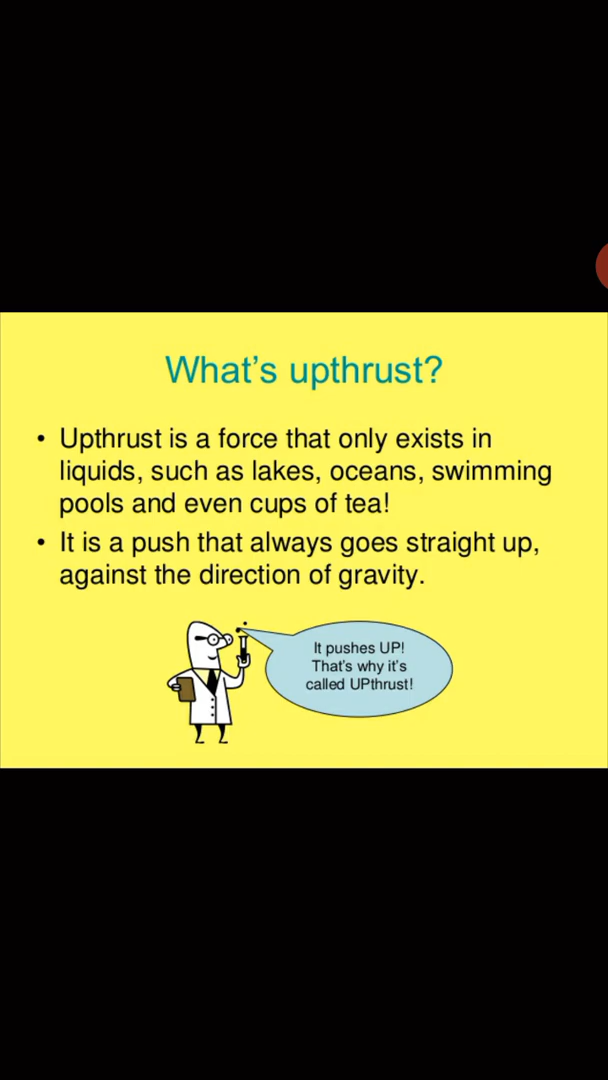 What's upthrust?
• Upthrust is a force that only exists in
liquids, such as lakes, oceans, swimming
pools and even cups of tea!
• It is a push that always goes straight up,
against the direction of gravity.
It pushes UP!
That's why it's
called UPthrust!